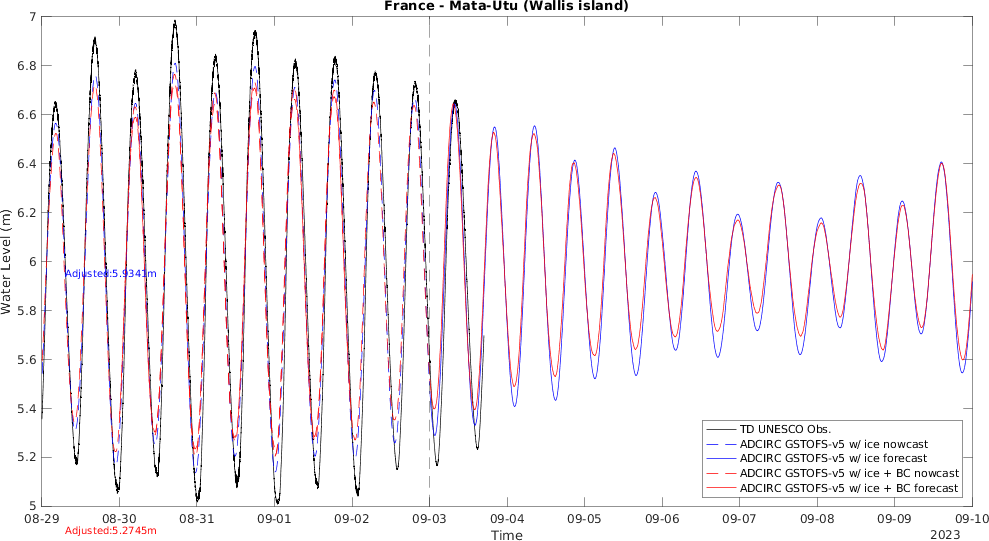 France - Mata-Utu (Wallis island)
7
6.8
6.6
6.4
6.2
6
5.8
5.6
5.4
5.2
5
Water Level (m)
Adjusted:5.9341m
Adjusted:5.2745m
TD UNESCO Obs.
ADCIRC GSTOFS-v5 w/ ice nowcast
ADCIRC GSTOFS-v5 w/ ice forecast
ADCIRC GSTOFS-v5 w/ ice + BC nowcast
ADCIRC GSTOFS-v5 w/ ice + BC forecast
08-29 08-30 08-31 09-01 09-02 09-03 09-04 09-05 09-06 09-07 09-08 09-09 09-10
Time
2023